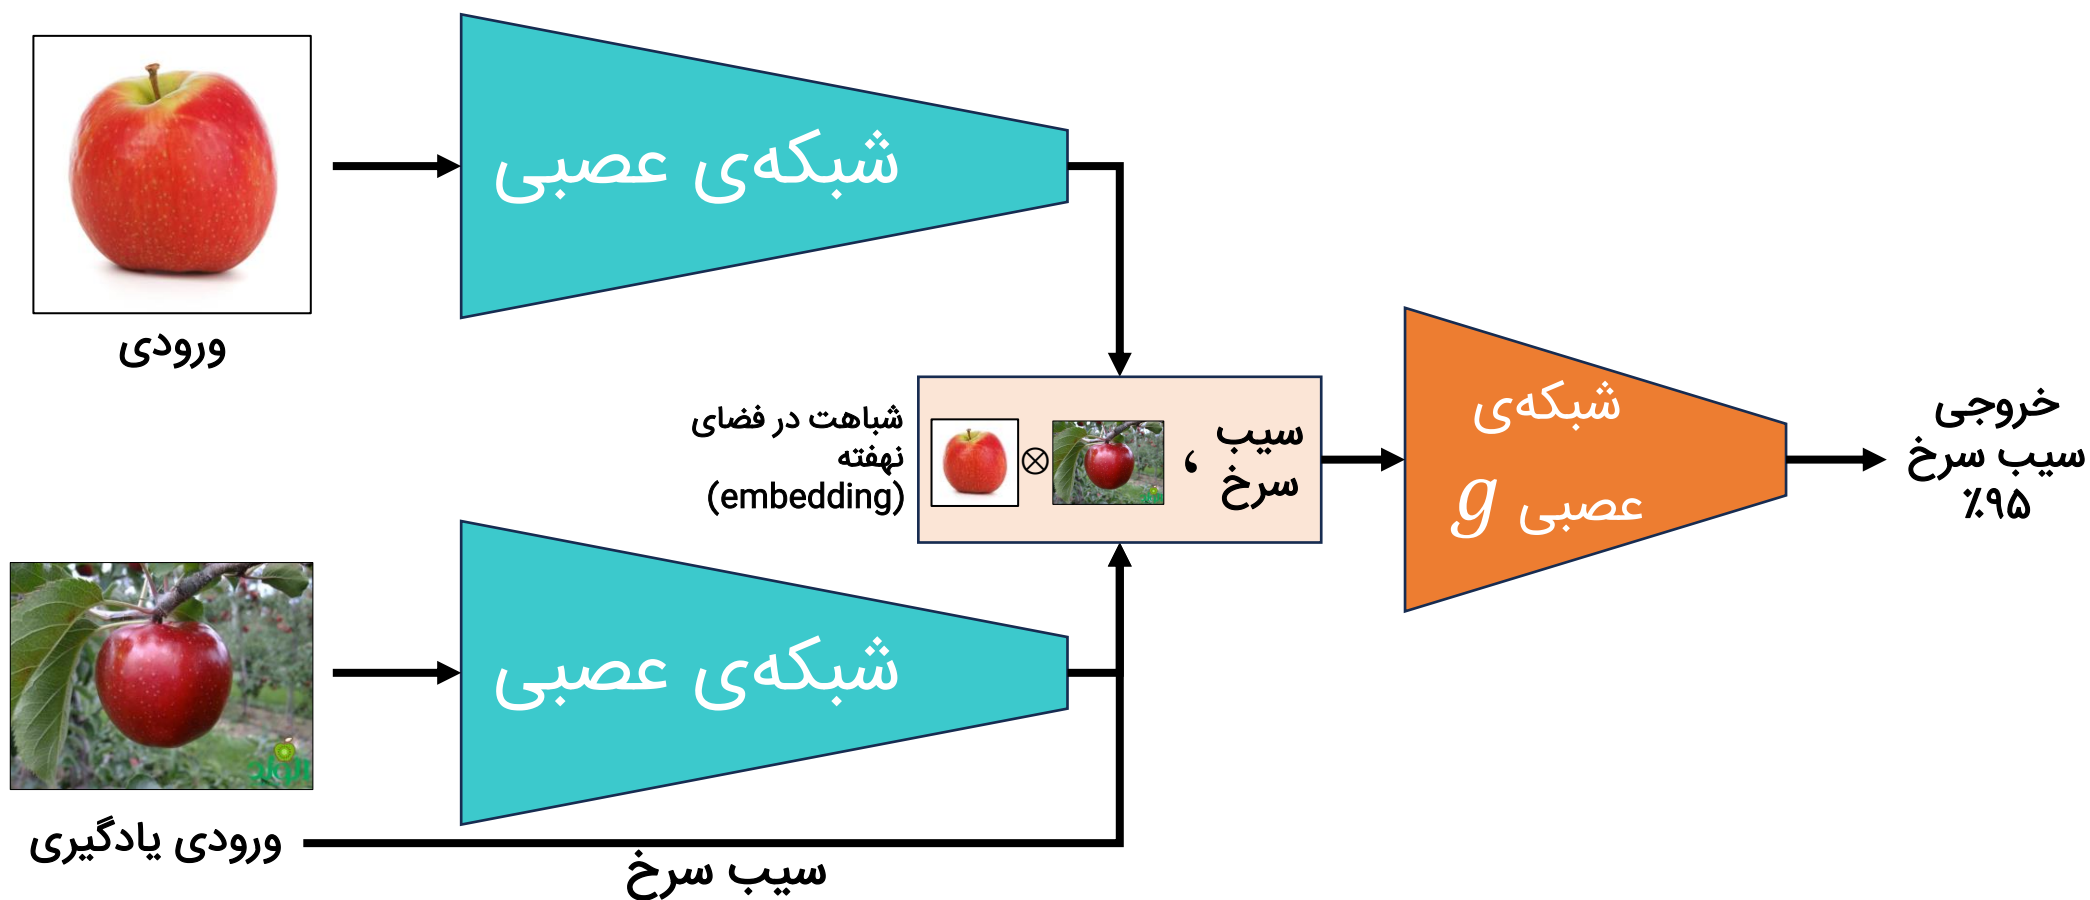 شبکه‌ی عصبی
ورودی
شباهت در فضای
نهفته
(embedding)
⊗
،
سیب
سرخ
شبکه‌ی
عصبی g
خروجی
سیب سرخ
۹۵٪
شبکه‌ی عصبی
الوند
ورودی یادگیری
سیب سرخ